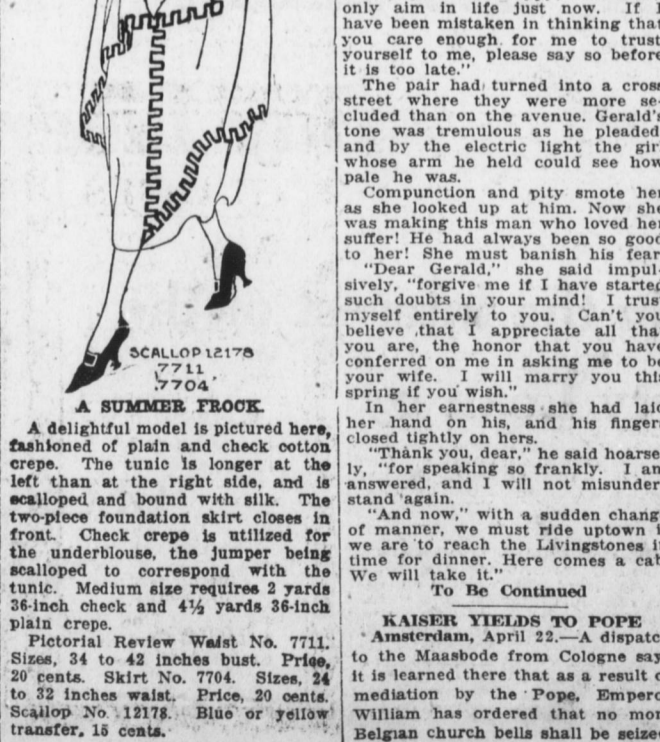 SCALLOP 12178
7711
7704
A SUMMER FROCK.
A delightful model is pictured here,
fashioned of plain and check cotton
crepe. The tunic is longer at the
left than at the right side, and is
scalloped and bound with silk. The
two-piece foundation skirt closes in
front. Check crepe is utilized for
the underblouse, the jumper being
scalloped to correspond with the
tunic. Medium size requires 2 yards
36-inch check and 4½ yards 36-inch
plain crepe.
Pictorial Review Waist No. 7711.
Sizes, 34 to 42 inches bust. Price,
20 cents. Skirt No. 7704. Sizes, 24
to 32 inches waist. Price, 20 cents.
Scallop No. 12178. Blue or yellow
transfer, 15 cents.
only aim in life just now. If I
have been mistaken in thinking that
you care enough for me to trust
yourself to me, please say so before
it is too late."
The pair had turned into a cross
street where they were more se-
cluded than on the avenue. Gerald's
tone was tremulous as he pleaded,
and by the electric light the girl
whose arm he held could see how
pale he was.
Compunction and pity smote her
as she looked up at him. Now she
was making this man who loved her
suffer! He had always been so good
to her! She must banish his fear
"Dear Gerald," she said impul-
sively, "forgive me if I have started
such doubts in your mind! I trust
myself entirely to you. Can't you
believe that I appreciate all that
you are, the honor that you have
conferred on me in asking me to be
your wife. I will marry you this
spring if you wish."
In her earnestness she had laid
her hand on his, and his fingers
closed tightly on hers.
"Thank you, dear," he said hoarse-
ly, "for speaking so frankly. I am
answered, and I will not misunder-
stand again.
"And now," with a sudden change
of manner, we must ride uptown if
we are to reach the Livingstones in
time for dinner. Here comes a cab
We will take it."
To Be Continued
KAISER YIELDS TO POPE
Amsterdam, April 22.—A dispatc
to the Maasbode from Cologne say
it is learned there that as a result o
mediation by the Pope, Empero
William has ordered that no mor
Belgian church bells shall be seize